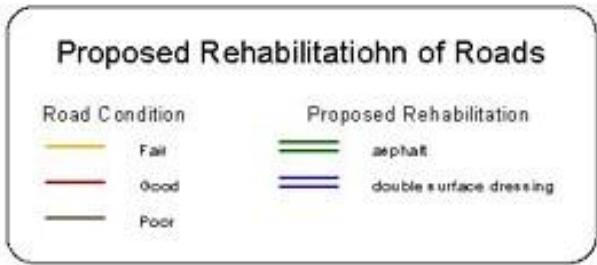 Proposed Rehabilitatiohn of Roads
Road Condition
Fair
Good
Poor
Proposed Rehabilitation
asphalt
double surface dressing